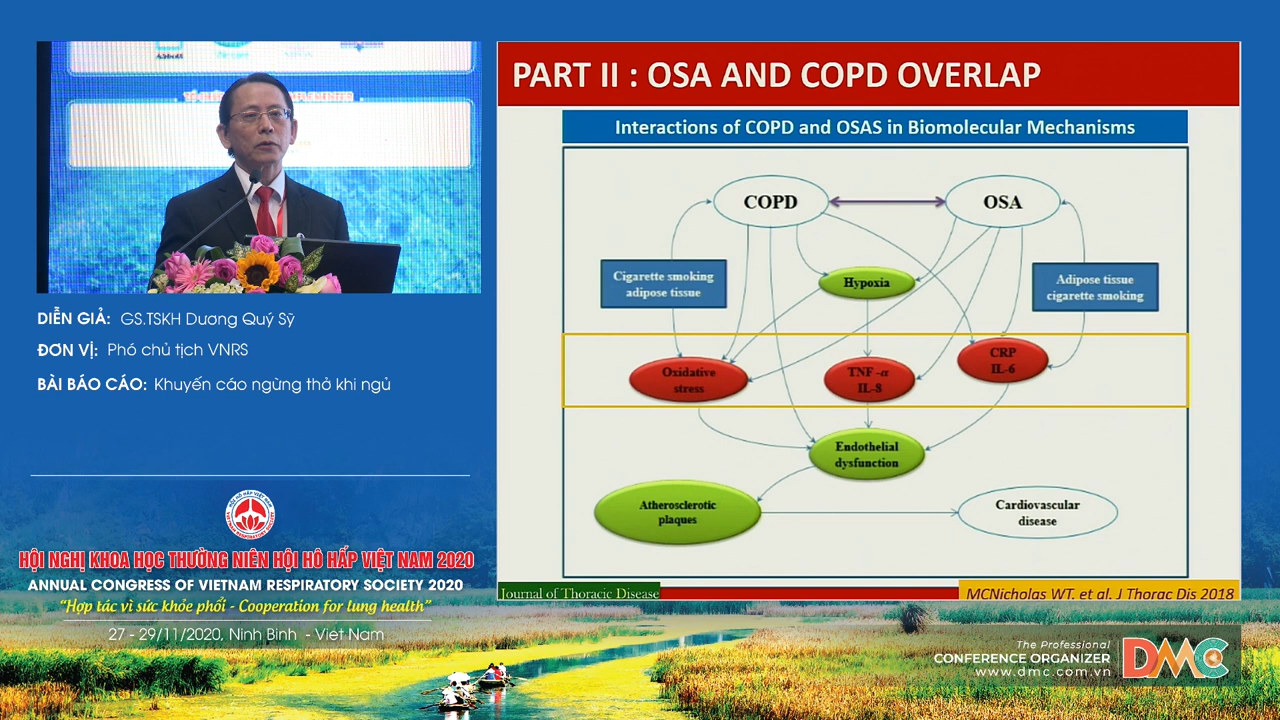 DIỄN GIẢ: GS.TSKH Dương Quý Sỹ
ĐƠN VỊ: Phó chủ tịch VNRS
BÀI BÁO CÁO: Khuyến cáo ngừng thở khi ngủ
HỘI NGHỊ KHOA HỌC THƯỜNG NIÊN HỘI HÔ HẤP VIỆT NAM 2020
ANNUAL CONGRESS OF VIETNAM RESPIRATORY SOCIETY 2020
“Hợp tác vì sức khỏe phổi - Cooperation for lung health”
27 - 29/11/2020, Ninh Bình - Việt Nam
PART II : OSA AND COPD OVERLAP
Interactions of COPD and OSAS in Biomolecular Mechanisms
COPD
OSA
Cigarette smoking
adipose tissue
Hypoxia
Adipose tissue
cigarette smoking
Oxidative
stress
TNF -α
IL-8
CRP
IL-6
Endothelial
dysfunction
Atherosclerotic
plaques
Cardiovascular
disease
Journal of Thoracic Disease
MCNicholas WT. et al. J Thorac Dis 2018
The Professional
CONFERENCE ORGANIZER
www.dmc.com.vn
DMC